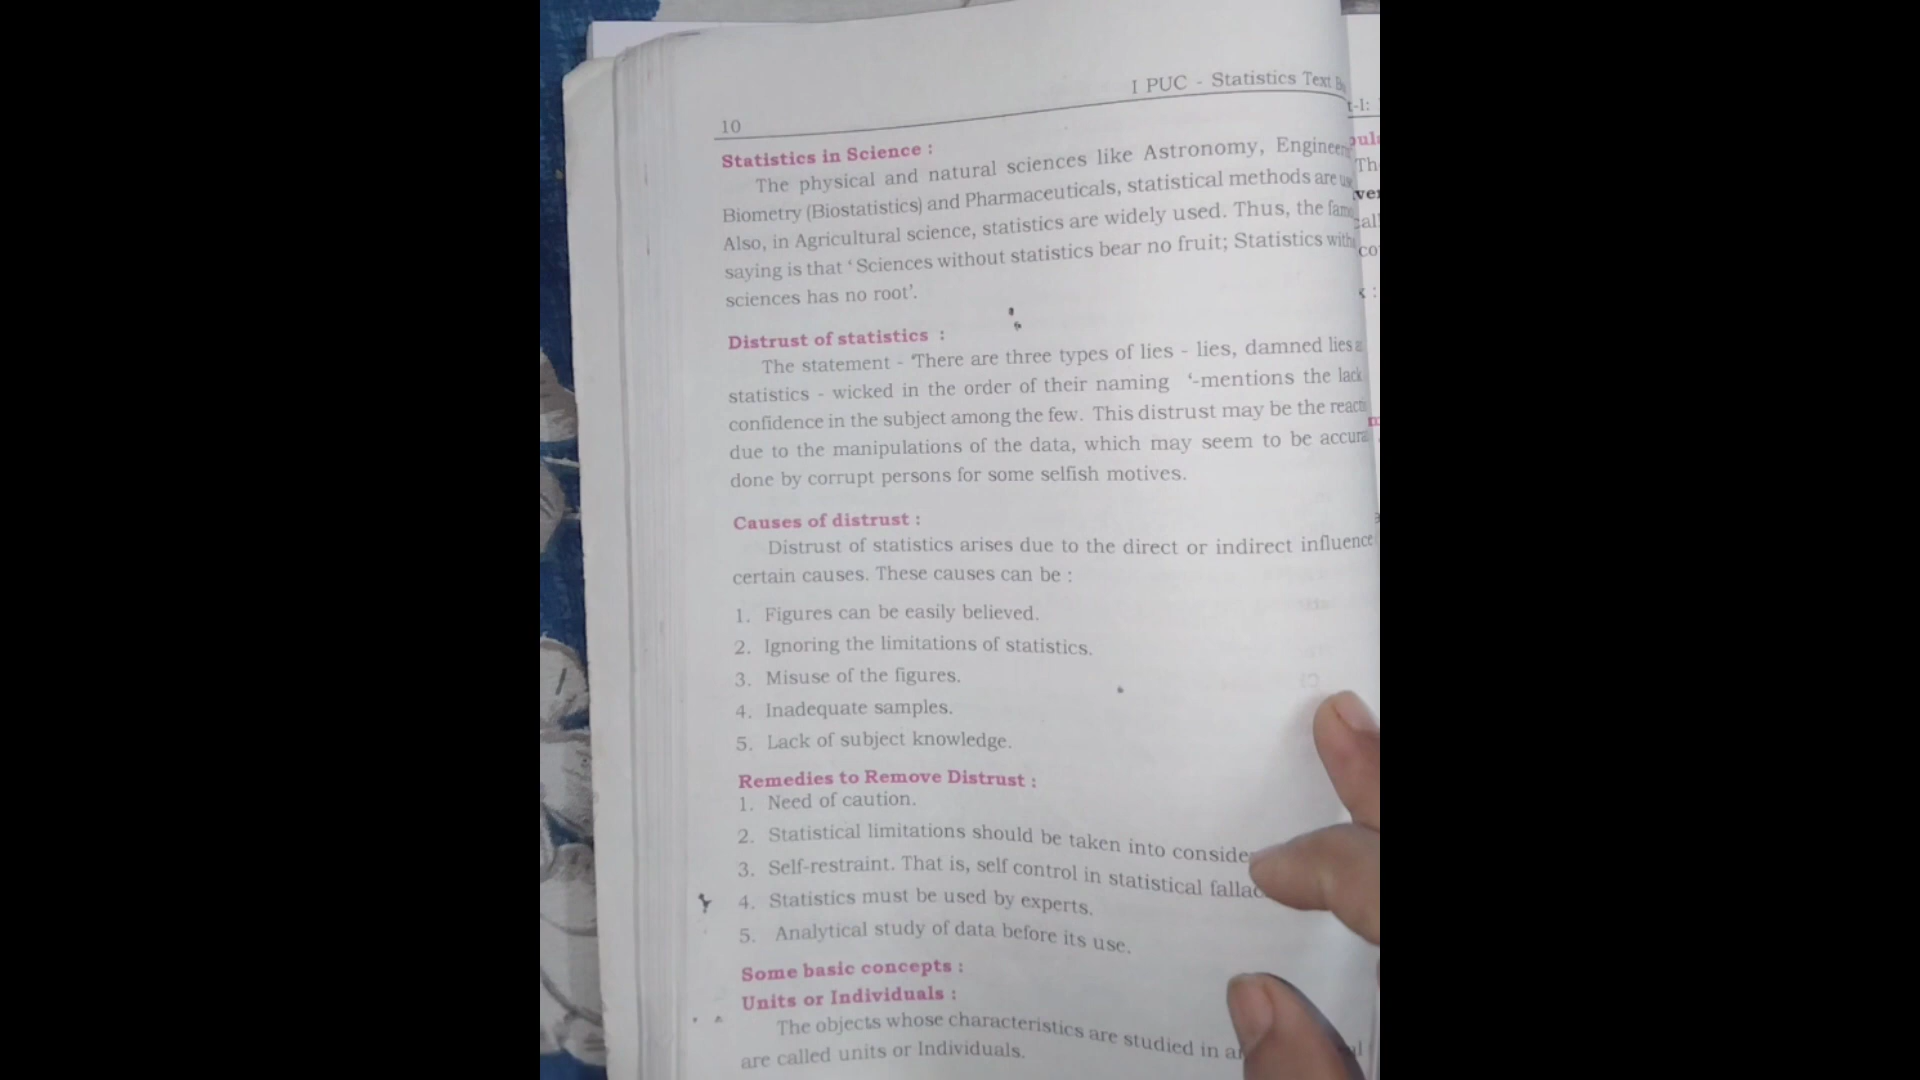 I PUC - Statistics Text
10
Statistics in Science :
The physical and natural sciences like Astronomy,
Biometry (Biostatistics) and Pharmaceuticals, statistical methods are
Also, in Agricultural science, statistics are widely used. Thus, the
saying is that ‘ Sciences without statistics bear no fruit; Statistics
sciences has no root’.
Distrust of statistics :
The statement - ‘There are three types of lies - lies, damned lies
statistics - wicked in the order of their naming ‘-mentions the lack
confidence in the subject among the few. This distrust may be the
due to the manipulations of the data, which may seem to be
done by corrupt persons for some selfish motives.
Causes of distrust :
Distrust of statistics arises due to the direct or indirect influence
certain causes. These causes can be :
1. Figures can be easily believed.
2. Ignoring the limitations of statistics.
3. Misuse of the figures.
4. Inadequate samples.
5. Lack of subject knowledge.
Remedies to Remove Distrust :
1. Need of caution.
2. Statistical limitations should be taken into
3. Self-restraint. That is, self control in statistical
4. Statistics must be used by experts.
5. Analytical study of data before its use.
Some basic concepts :
Units or Individuals :
The objects whose characteristics are studied in
are called units or Individuals.